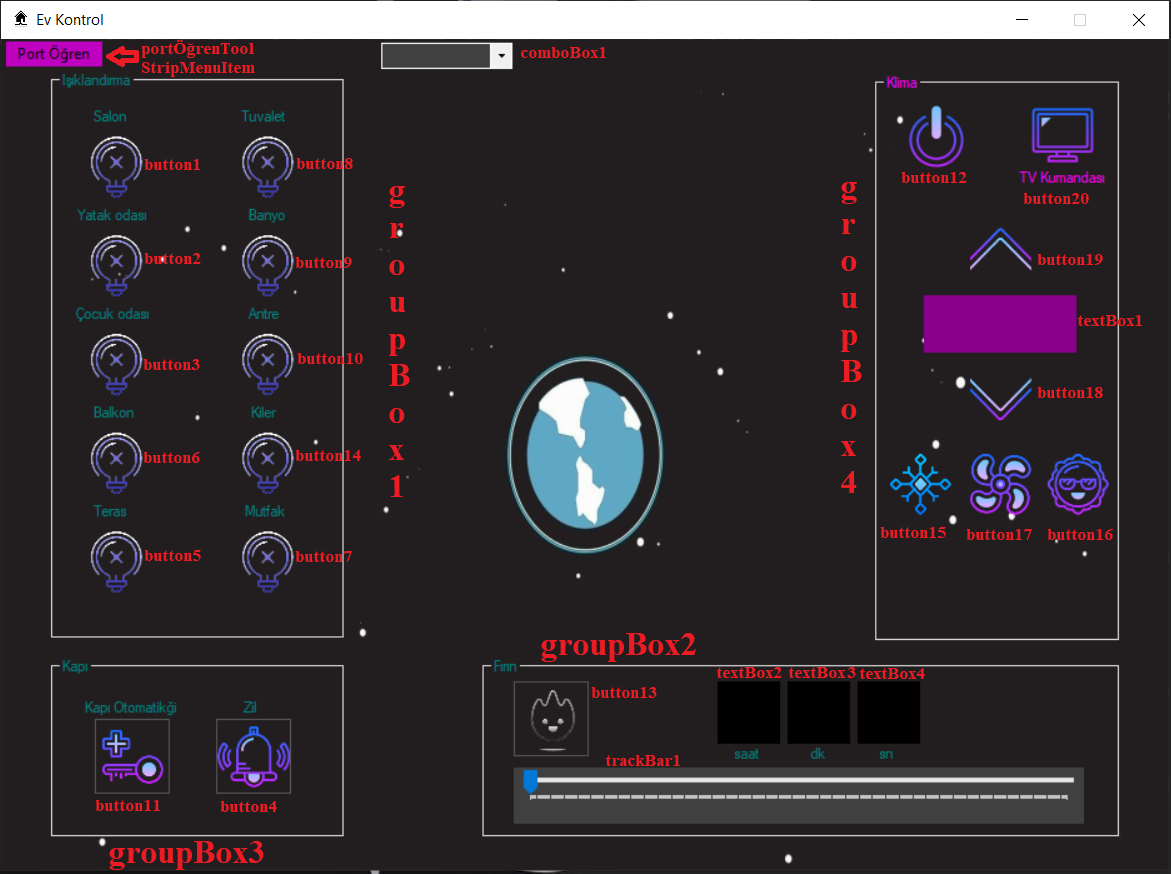 Ev Kontrol
Port Öğren
portÖğrenTool
StripMenuItem
comboBox1
Işıklandırma
Salon
Tuvalet
button1
button8
Yatak odası
Banyo
button2
button9
Çocuk odası
Antre
button3
button10
Balkon
Kiler
button6
button14
Teras
Mutfak
button5
button7
groupBox1
groupBox4
Klima
button12
TV Kumandası
button20
button19
textBox1
button18
button15
button17
button16
groupBox2
Kapı
Kapı Otomatikği
Zil
button11
button4
groupBox3
Fırın
button13
textBox2
textBox3
textBox4
saat
dk
sn
trackBar1